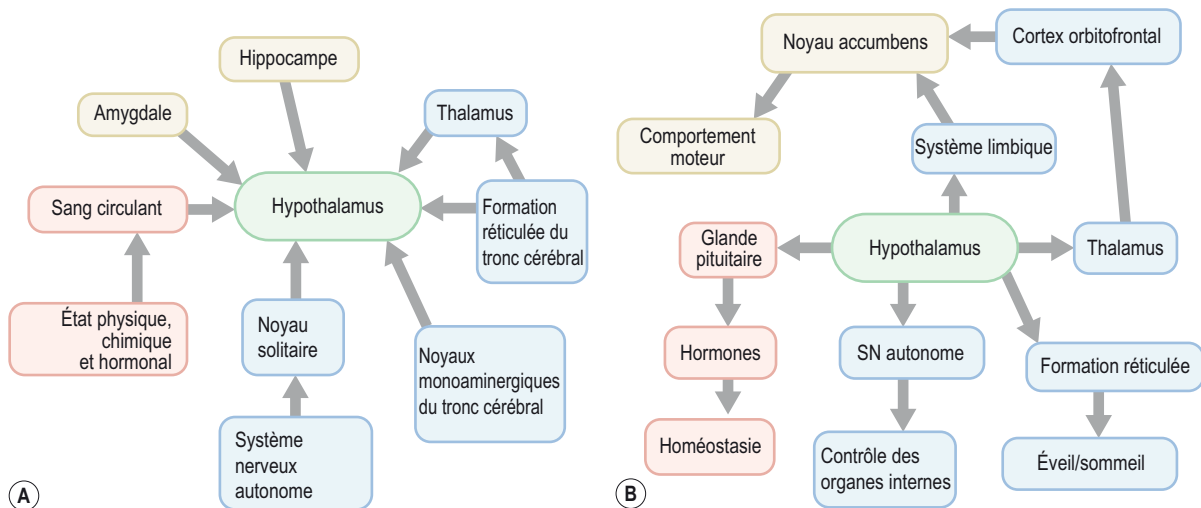 Hippocampe
Amygdale
Thalamus
Sang circulant
Hypothalamus
Formation
réticulée du
tronc cérébral
État physique,
chimique
et hormonal
Noyau
solitaire
Noyaux
monoaminergiques
du tronc cérébral
Système
nerveux
autonome
A
Noyau accumbens
Cortex orbitofrontal
Comportement
moteur
Système limbique
Glande
pituitaire
Hypothalamus
Thalamus
Hormones
SN autonome
Formation réticulée
Homéostasie
Contrôle des
organes internes
Éveil/sommeil
B